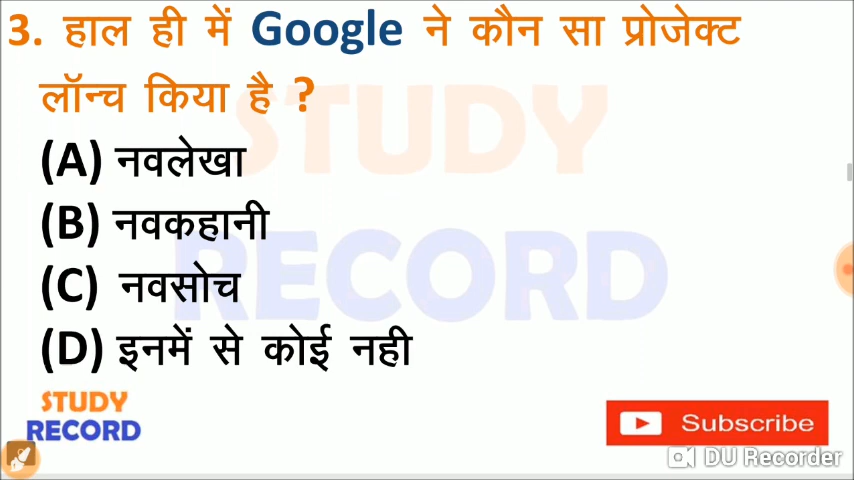 3. हाल ही में Google ने कौन सा प्रोजेक्ट
लॉन्च किया है ?
(A) नवलेखा
(B) नवकहानी
(C) नवसोच
(D) इनमें से कोई नही
STUDY
RECORD
STUDY
RECORD
Subscribe
DU Recorder